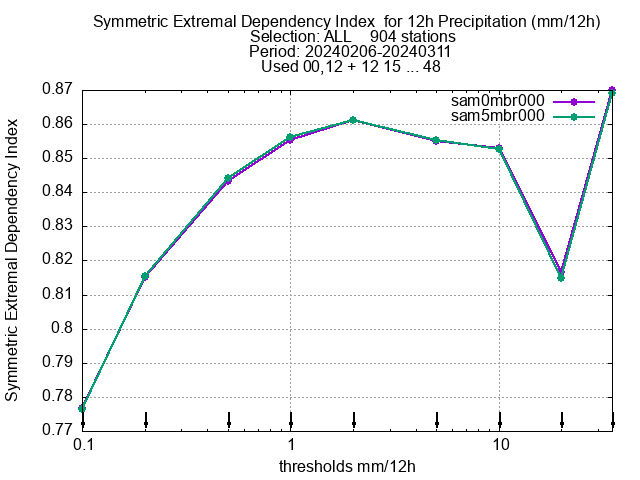 Symmetric Extremal Dependency Index  for 12h Precipitation (mm/12h)
Selection: ALL    904 stations
Period: 20240206-20240311
Used 00,12 + 12 15 ... 48
sam0mbr000
sam5mbr000
Symmetric Extremal Dependency Index
0.87
0.86
0.85
0.84
0.83
0.82
0.81
0.8
0.79
0.78
0.77
0.1 1 10
thresholds mm/12h